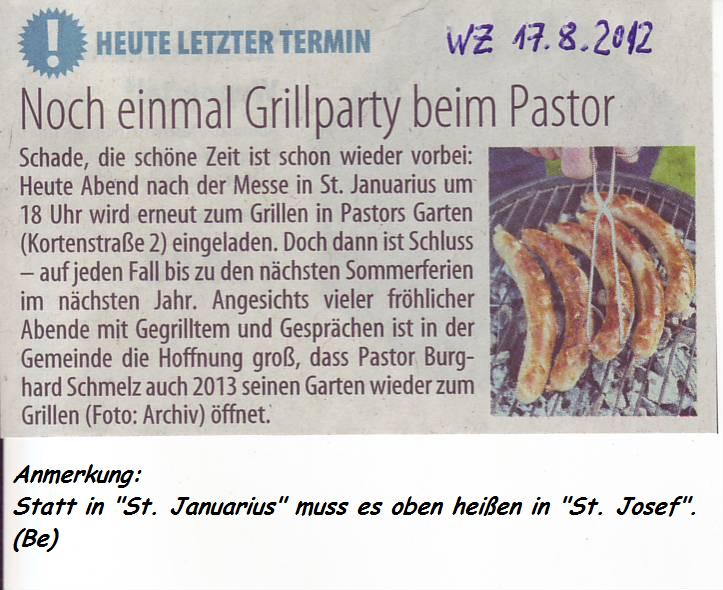 HEUTE LETZTER TERMIN WZ 17.8.2012
Noch einmal Grillparty beim Pastor
Schade, die schöne Zeit ist schon wieder vorbei:
Heute Abend nach der Messe in St. Januarius um
18 Uhr wird erneut zum Grillen in Pastors Garten
(Kortenstraße 2) eingeladen. Doch dann ist Schluss
– auf jeden Fall bis zu den nächsten Sommerferien
im nächsten Jahr. Angesichts vieler fröhlicher
Abende mit Gegrilltem und Gesprächen ist in der
Gemeinde die Hoffnung groß, dass Pastor Burg-
hard Schmelz auch 2013 seinen Garten wieder zum
Grillen (Foto: Archiv) öffnet.
Anmerkung:
Statt in "St. Januarius" muss es oben heißen in "St. Josef".
(Be)